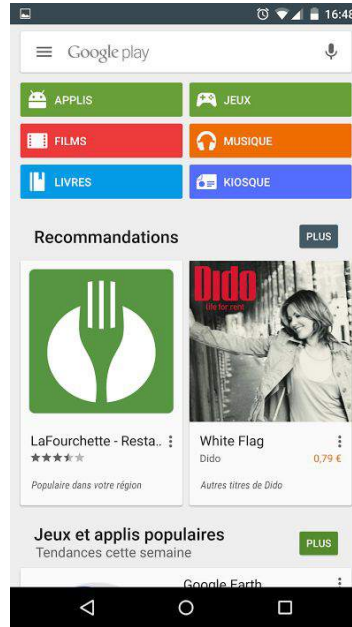 16:48
Google play
APPLIS
JEUX
FILMS
MUSIQUE
LIVRES
KIOSQUE
Recommandations
PLUS
Dido
life for rent
LaFourchette - Resta..
White Flag
Dido
0,79 €
Populaire dans votre région
Autres titres de Dido
Jeux et applis populaires
Tendances cette semaine
PLUS
Google Earth